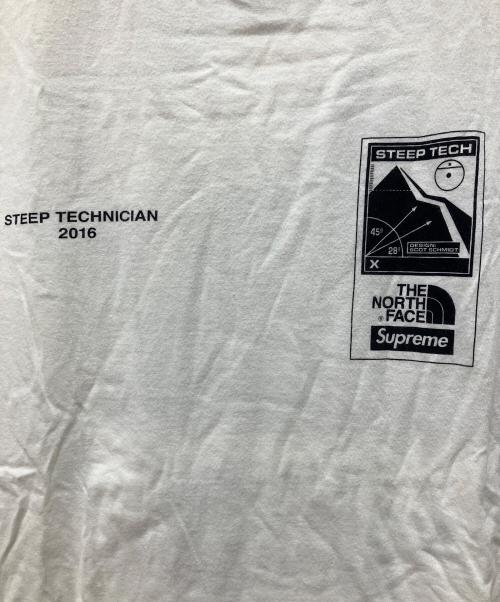 STEEP TECHNICIAN
2016
STEEP TECH
45°
28°
DESIGN:
SCOT SCHMIDT
X
THE
NORTH
FACE
Supreme